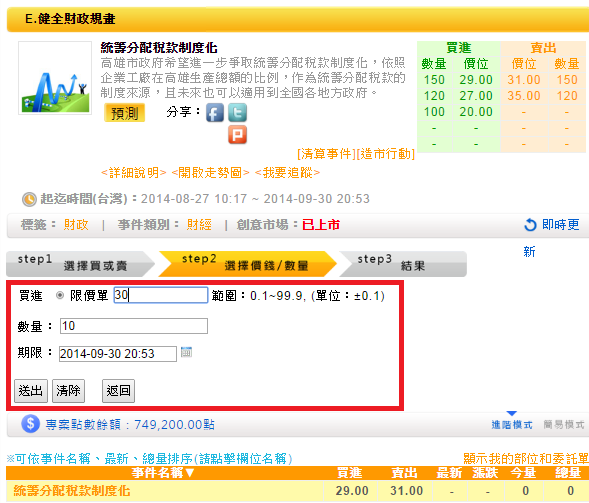 E.健全財政規畫
統籌分配稅款制度化
高雄市政府希望進一步爭取統籌分配稅款制度化，依照
企業工廠在高雄生產總額的比例，作為統籌分配稅款的
制度來源，且未來也可以適用到全國各地方政府。
預測 分享：
[清算事件][造市行動]
<詳細說明> <開啟走勢圖> <我要追蹤>
買進 賣出
數量 價位 價位 數量
150 29.00 31.00 150
120 27.00 35.00 120
100 20.00 - -
- - - -
- - - -
起迄時間(台灣)：2014-08-27 10:17 ~ 2014-09-30 20:53
標籤： 財政 | 事件類別： 財經 | 創意市場：已上市
即時更
新
step1 選擇買或賣 step2 選擇價錢/數量 step3 結果
買進 限價單 30 範圍：0.1~99.9, (單位：±0.1)
數量： 10
期限： 2014-09-30 20:53
送出 清除 返回
$ 專案點數餘額：749,200.00點 進階模式 簡易模式
※可依事件名稱、最新、總量排序(請點擊欄位名稱) 顯示我的部位和委託單
事件名稱▼ 買進 賣出 最新 漲跌 今量 總量
統籌分配稅款制度化 29.00 31.00 - - 0 0